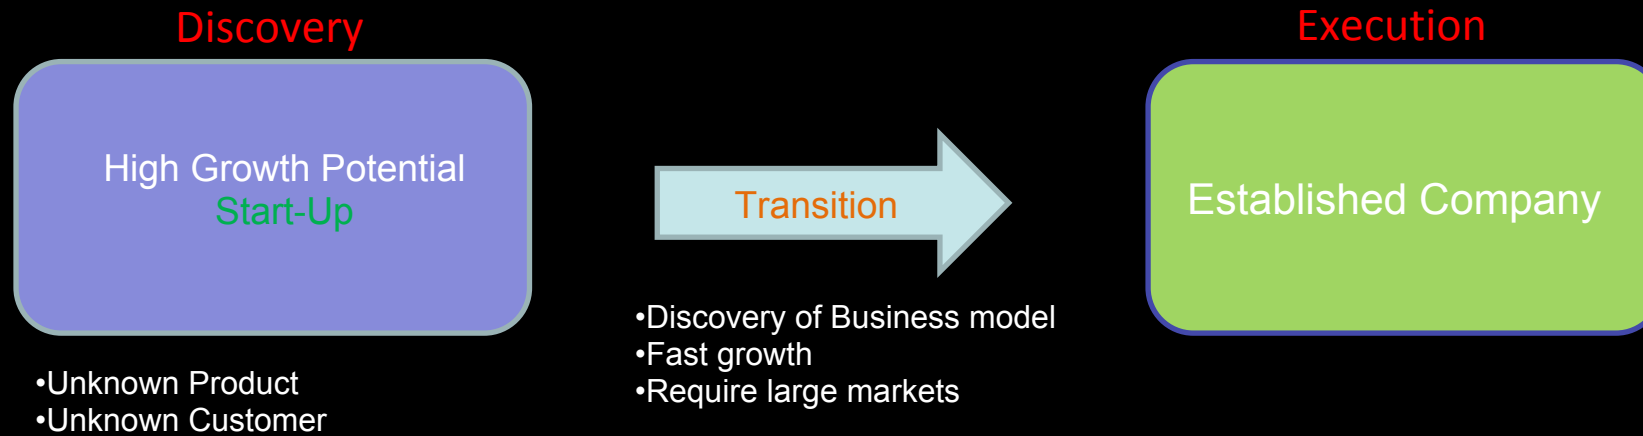 Discovery
High Growth Potential
Start-Up
•Unknown Product
•Unknown Customer
Transition
•Discovery of Business model
•Fast growth
•Require large markets
Execution
Established Company